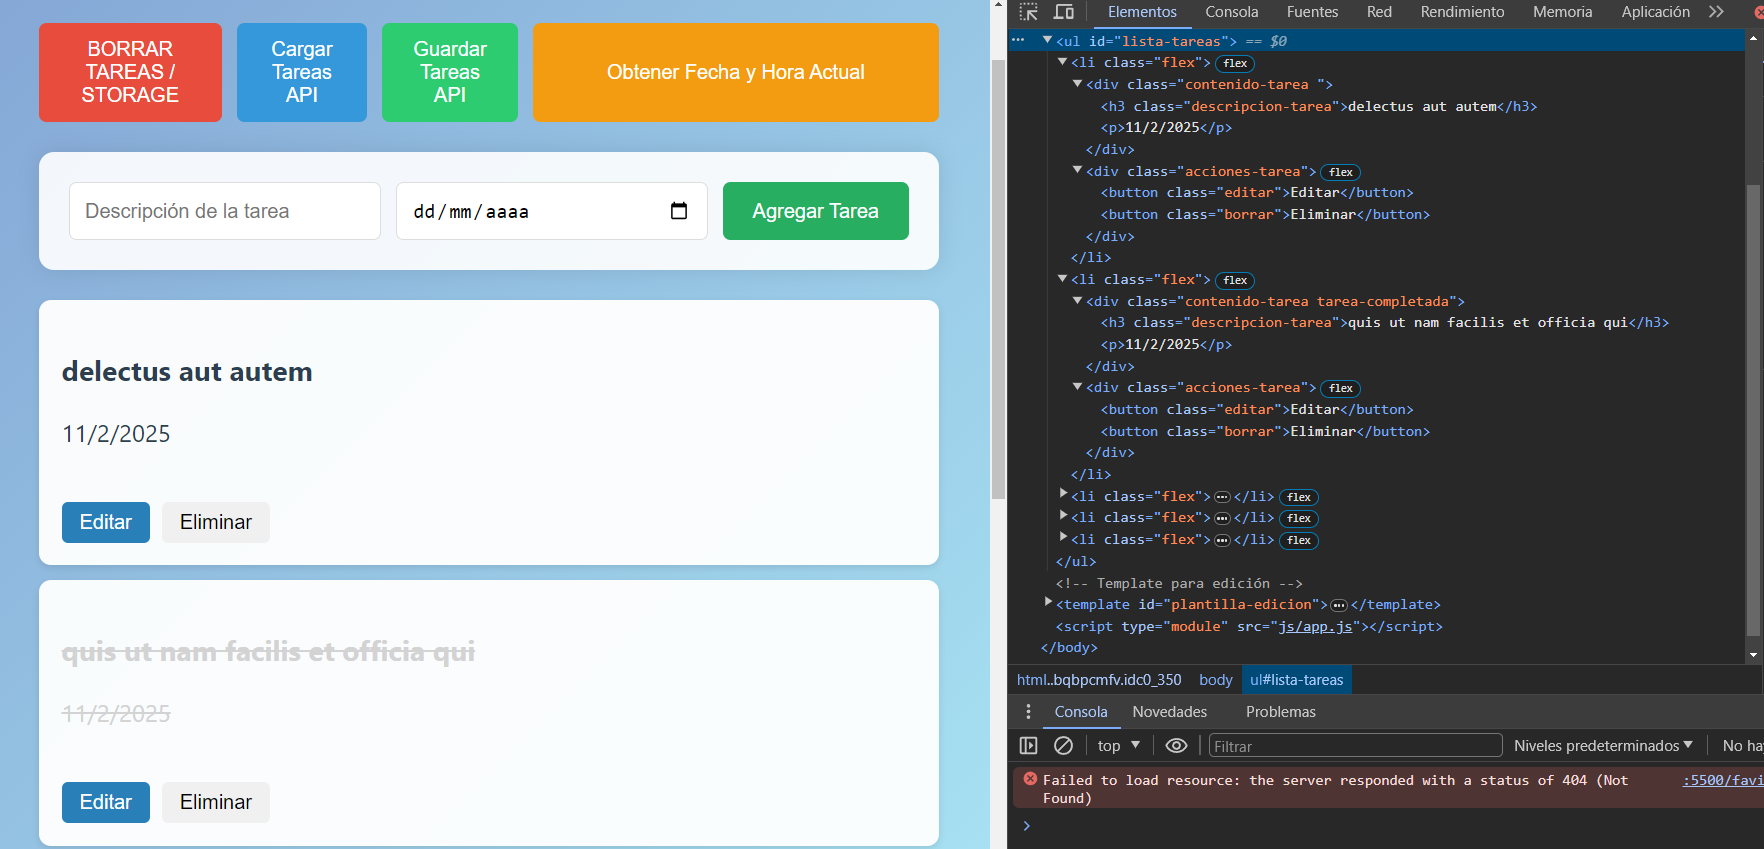 BORRAR
TAREAS /
STORAGE
Cargar
Tareas
API
Guardar
Tareas
API
Obtener Fecha y Hora Actual
Descripción de la tarea
dd/mm/aaaa
Agregar Tarea
delectus aut autem
11/2/2025
Editar Eliminar
quis ut nam facilis et officia qui
11/2/2025
Editar Eliminar
Elementos Consola Fuentes Red Rendimiento Memoria Aplicación
<ul id="lista-tareas"> == $0
<li class="flex"> flex
<div class="contenido-tarea ">
<h3 class="descripcion-tarea">delectus aut autem</h3>
<p>11/2/2025</p>
</div>
<div class="acciones-tarea"> flex
<button class="editar">Editar</button>
<button class="borrar">Eliminar</button>
</div>
</li>
<li class="flex"> flex
<div class="contenido-tarea tarea-completada">
<h3 class="descripcion-tarea">quis ut nam facilis et officia qui</h3>
<p>11/2/2025</p>
</div>
<div class="acciones-tarea"> flex
<button class="editar">Editar</button>
<button class="borrar">Eliminar</button>
</div>
</li>
<li class="flex">…</li> flex
<li class="flex">…</li> flex
<li class="flex">…</li> flex
</ul>
<!-- Template para edición -->
<template id="plantilla-edicion">…</template>
<script type="module" src="js/app.js"></script>
</body>
html..bqbpcmfv.idc0_350 body ul#lista-tareas
Consola Novedades Problemas
top Filtrar Niveles predeterminados No ha
Failed to load resource: the server responded with a status of 404 (Not :5500/favi
Found)